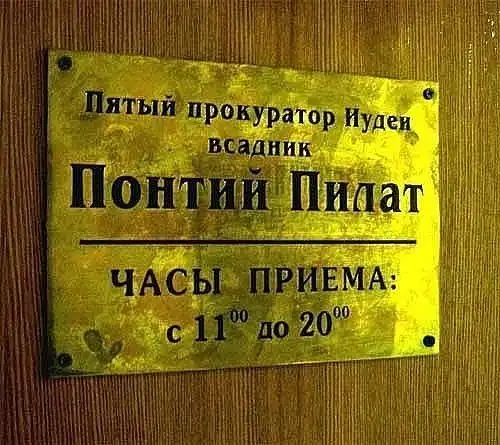 Пятый прокуратор Иудеи
всадник
Понтий Пилат
ЧАСЫ ПРИЕМА:
с 11⁰⁰ до 20⁰⁰